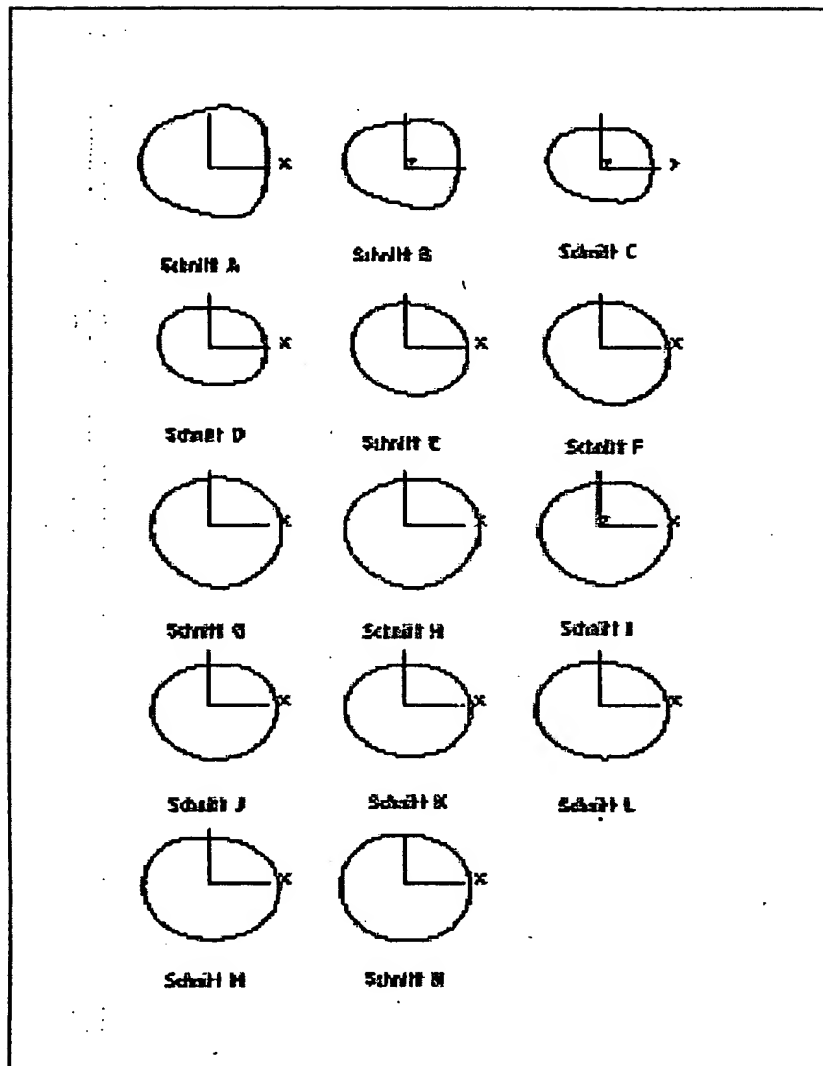 X
Schnitt A Schnitt B Schnitt C
X X X
Schnitt D Schnitt E Schnitt F
X X X
Schnitt G Schnitt H Schnitt I
X X X
Schnitt J Schnitt K Schnitt L
X X
Schnitt M Schnitt N